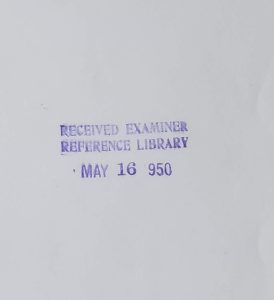 RECEIVED EXAMINER
REFERENCE LIBRARY
MAY 16 950